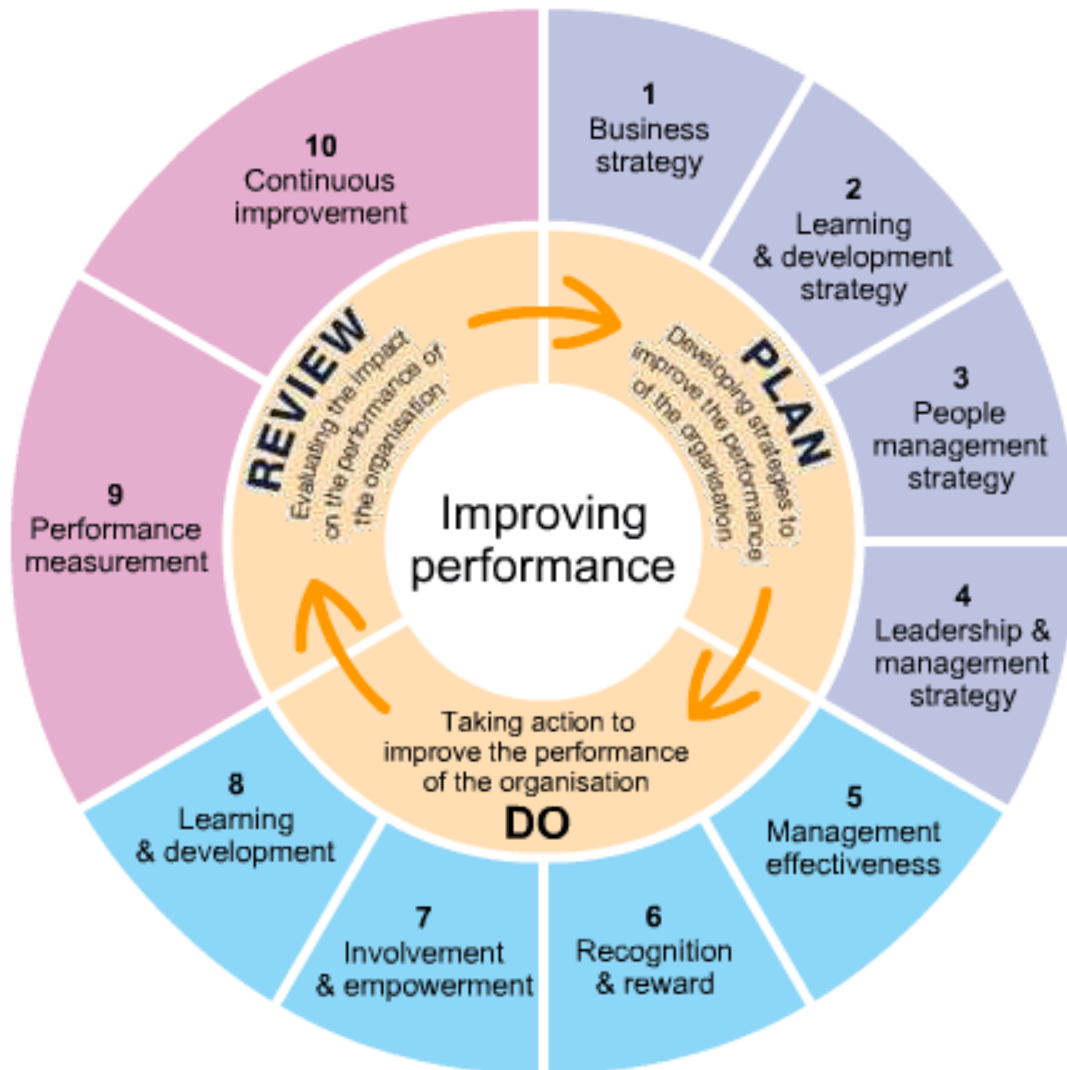 Improving
performance
PLAN
Developing strategies to
improve the performance
of the organisation
Taking action to
improve the performance
of the organisation
DO
REVIEW
Evaluating the impact
on the performance of
the organisation
1
Business
strategy
2
Learning
& development
strategy
3
People
management
strategy
4
Leadership &
management
strategy
5
Management
effectiveness
6
Recognition
& reward
7
Involvement
& empowerment
8
Learning
& development
9
Performance
measurement
10
Continuous
improvement